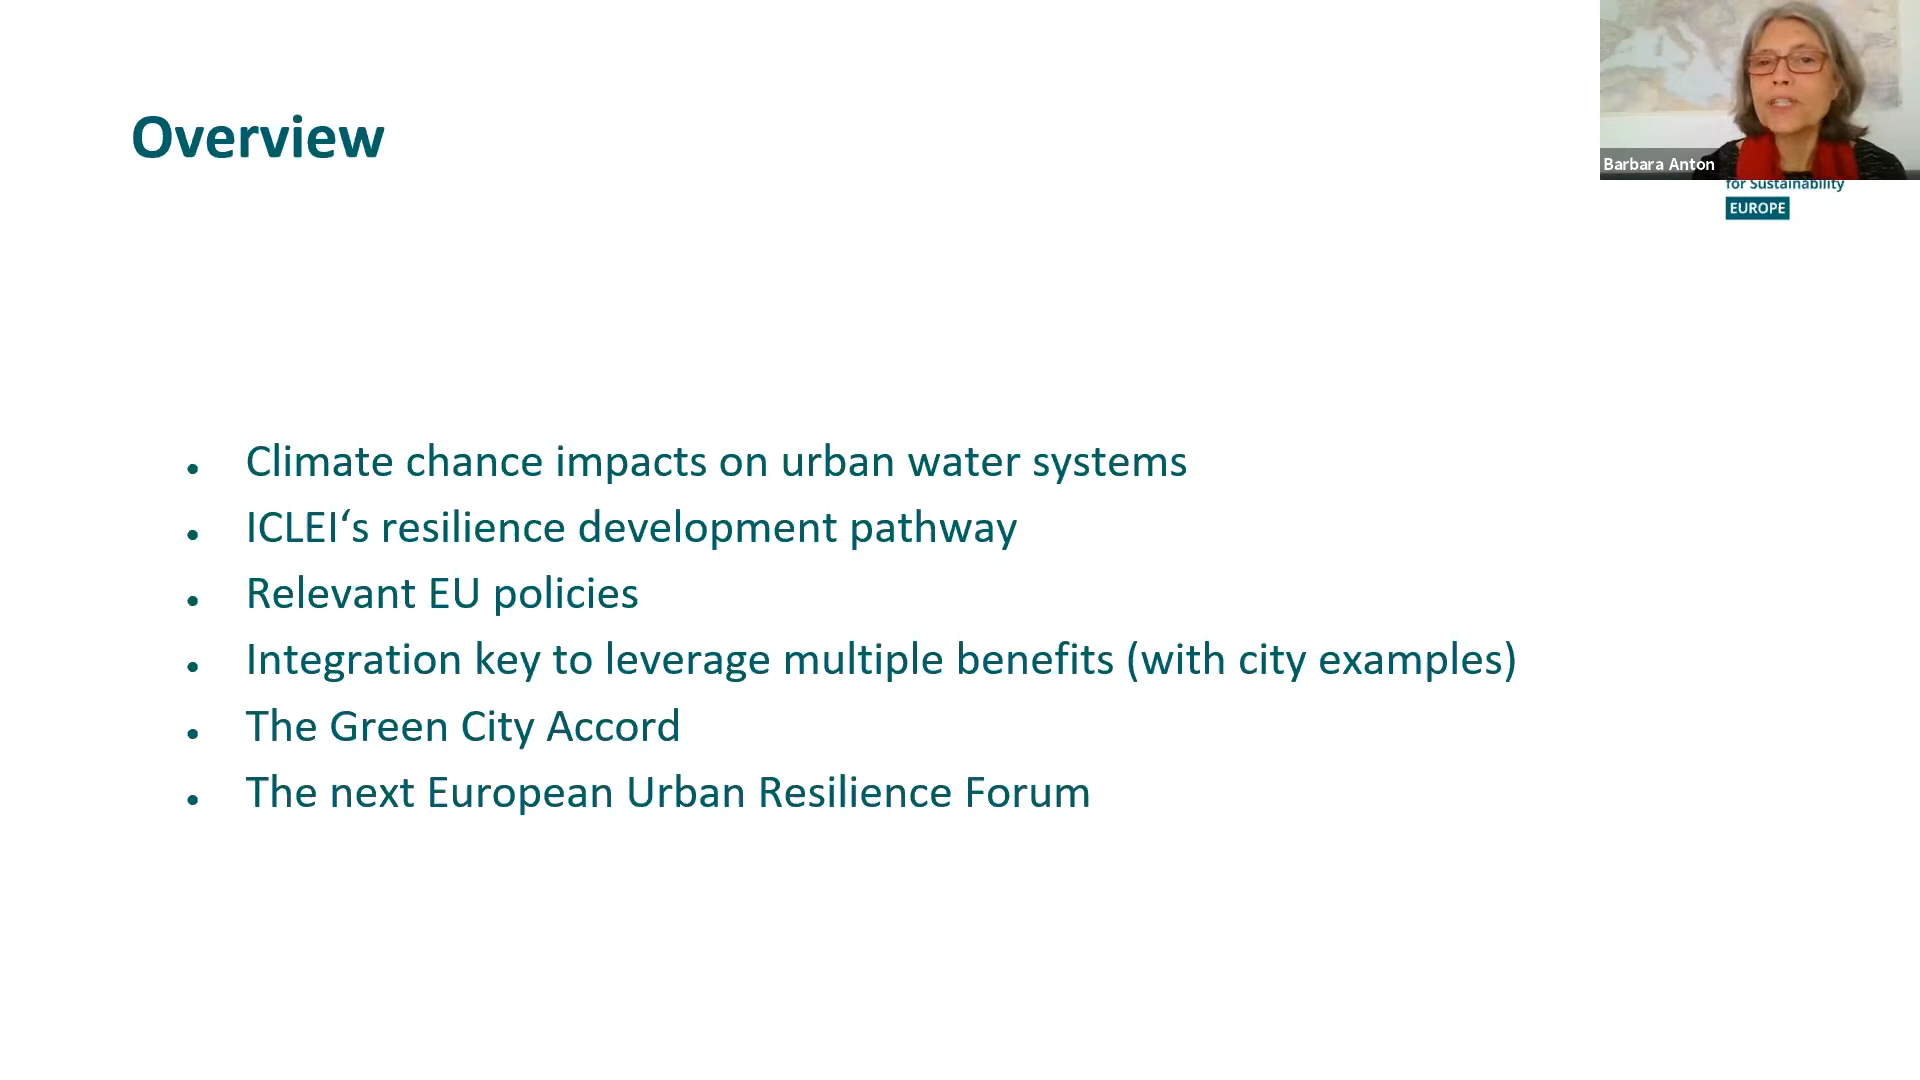 Overview
Barbara Anton
for Sustainability
EUROPE
• Climate chance impacts on urban water systems
• ICLEI‘s resilience development pathway
• Relevant EU policies
• Integration key to leverage multiple benefits (with city examples)
• The Green City Accord
• The next European Urban Resilience Forum